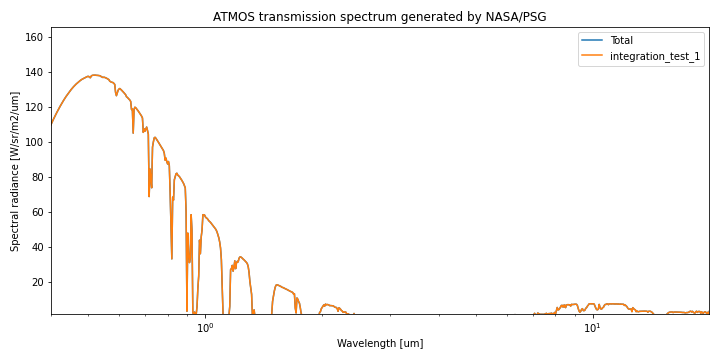 ATMOS transmission spectrum generated by NASA/PSG
Total
integration_test_1
160
140
120
100
80
60
40
20
Spectral radiance [W/sr/m2/um]
10⁰
10¹
Wavelength [um]